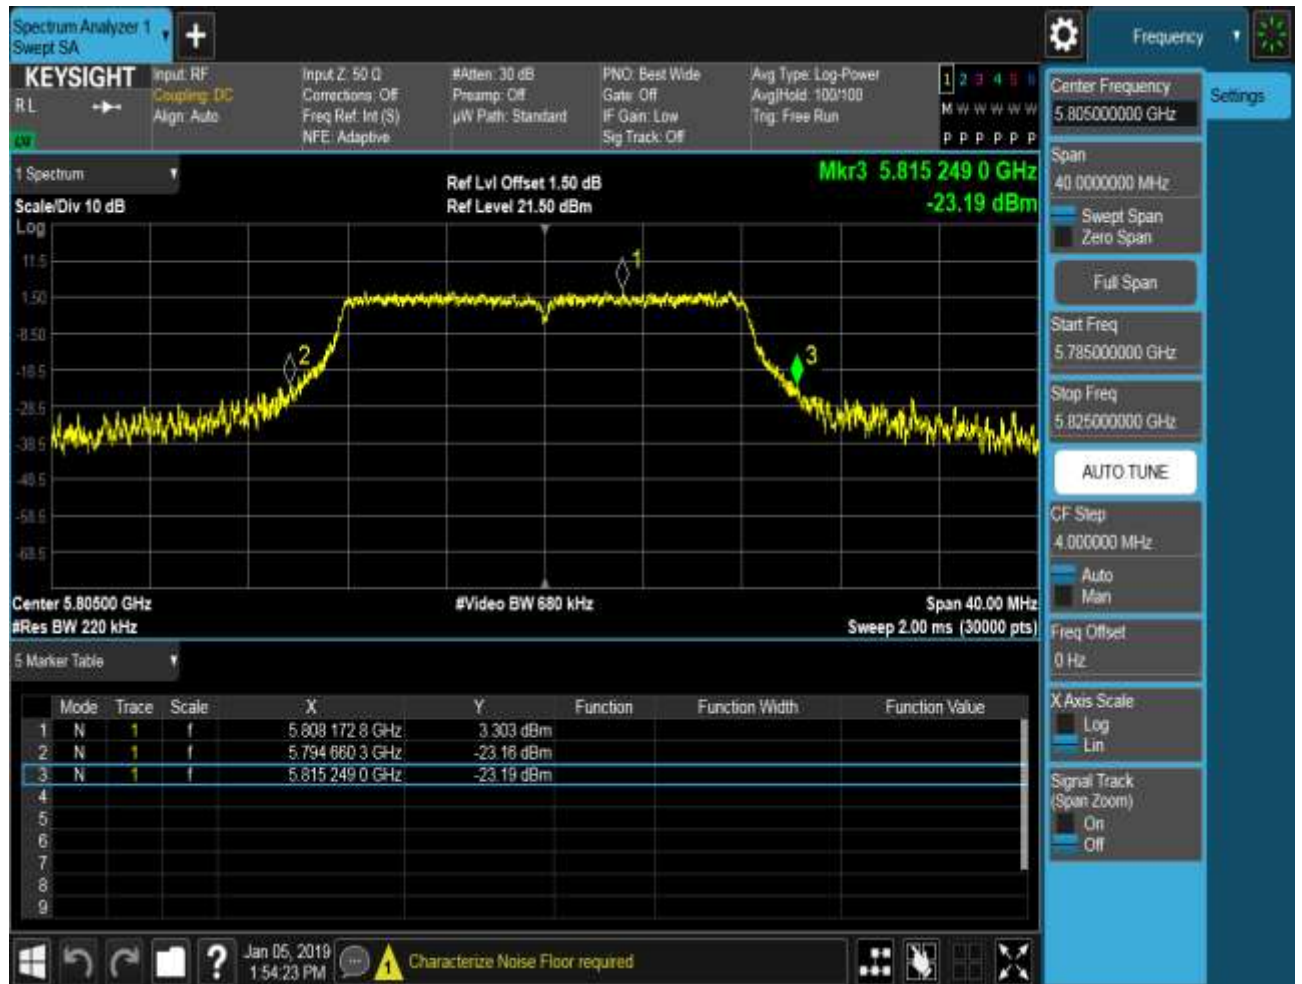 Spectrum Analyzer 1
Swept SA
+
Frequency
KEYSIGHT
R L
Input: RF
Coupling: DC
Align: Auto
Input Z: 50 Ω
Corrections: Off
Freq Ref: Int (S)
NFE: Adaptive
#Atten: 30 dB
Preamp: Off
µW Path: Standard
PNO: Best Wide
Gate: Off
IF Gain: Low
Sig Track: Off
Avg Type: Log-Power
Avg|Hold: 100/100
Trig: Free Run
1 2 3 4 5 6
M W W W W W
P P P P P P
1 Spectrum
Scale/Div 10 dB
Ref Lvl Offset 1.50 dB
Ref Level 21.50 dBm
Mkr3 5.815 249 0 GHz
-23.19 dBm
Log
11.5
1.50
-8.50
-18.5
-28.5
-38.5
-48.5
-58.5
-68.5
1
2
3
Center 5.80500 GHz
#Res BW 220 kHz
#Video BW 680 kHz
Span 40.00 MHz
Sweep 2.00 ms (30000 pts)
5 Marker Table
Mode Trace Scale X Y Function Function Width Function Value
1 N 1 f 5.808 172 8 GHz 3.303 dBm
2 N 1 f 5.794 660 3 GHz -23.16 dBm
3 N 1 f 5.815 249 0 GHz -23.19 dBm
4
5
6
7
8
9
Jan 05, 2019
1:54:23 PM
?
1
Characterize Noise Floor required
Center Frequency
5.805000000 GHz
Settings
Span
40.0000000 MHz
Swept Span
Zero Span
Full Span
Start Freq
5.785000000 GHz
Stop Freq
5.825000000 GHz
AUTO TUNE
CF Step
4.000000 MHz
Auto
Man
Freq Offset
0 Hz
X Axis Scale
Log
Lin
Signal Track
(Span Zoom)
On
Off